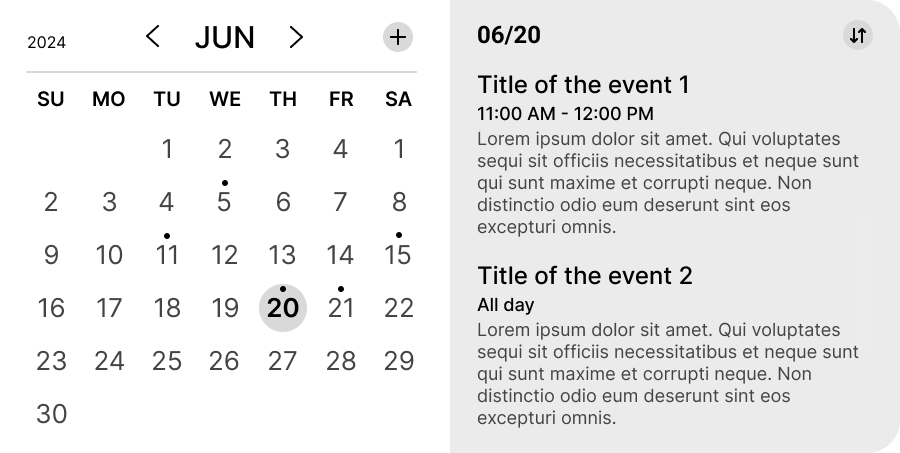 2024 JUN +
SU MO TU WE TH FR SA
1 2 3 4 1
2 3 4 5 6 7 8
9 10 11 12 13 14 15
16 17 18 19 20 21 22
23 24 25 26 27 28 29
30
06/20
Title of the event 1
11:00 AM - 12:00 PM
Lorem ipsum dolor sit amet. Qui voluptates
sequi sit officiis necessitatibus et neque sunt
qui sunt maxime et corrupti neque. Non
distinctio odio eum deserunt sint eos
excepturi omnis.
Title of the event 2
All day
Lorem ipsum dolor sit amet. Qui voluptates
sequi sit officiis necessitatibus et neque sunt
qui sunt maxime et corrupti neque. Non
distinctio odio eum deserunt sint eos
excepturi omnis.